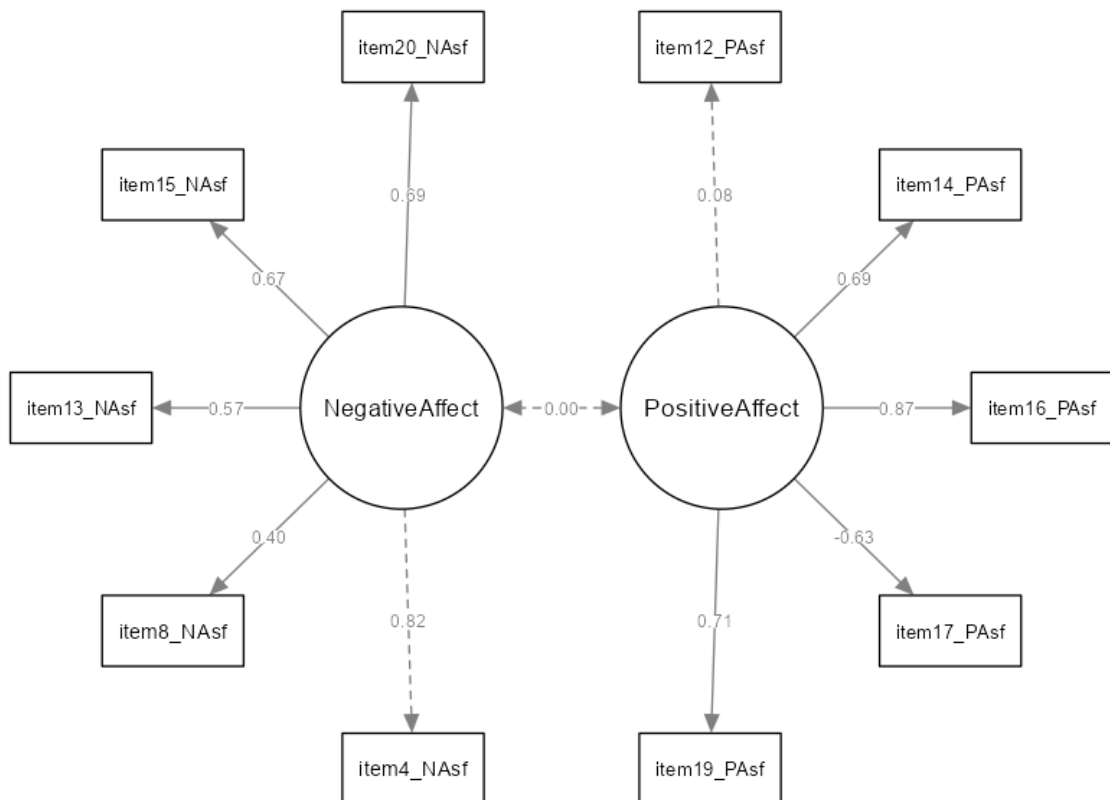 item20_NAsf
item12_PAsf
item15_NAsf
item14_PAsf
0.69
0.08
0.67
0.69
item13_NAsf
0.57
NegativeAffect
0.00
PositiveAffect
0.87
item16_PAsf
0.40
-0.63
item8_NAsf
0.82
0.71
item17_PAsf
item4_NAsf
item19_PAsf